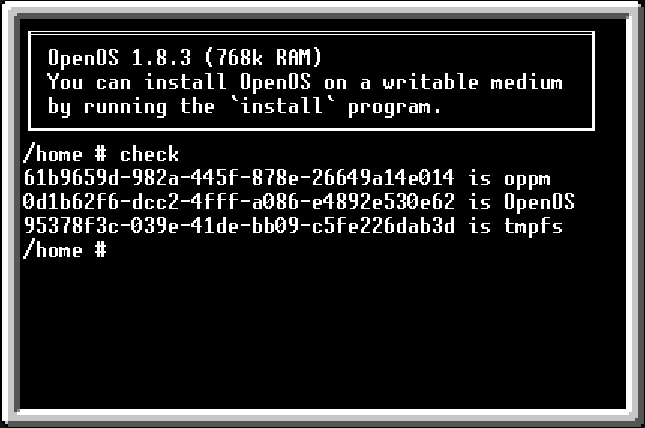 OpenOS 1.8.3 (768k RAM)
You can install OpenOS on a writable medium
by running the `install` program.
/home # check
61b9659d-982a-445f-878e-26649a14e014 is oppm
0d1b62f6-dcc2-4fff-a086-e4892e530e62 is OpenOS
95378f3c-039e-41de-bb09-c5fe226dab3d is tmpfs
/home #